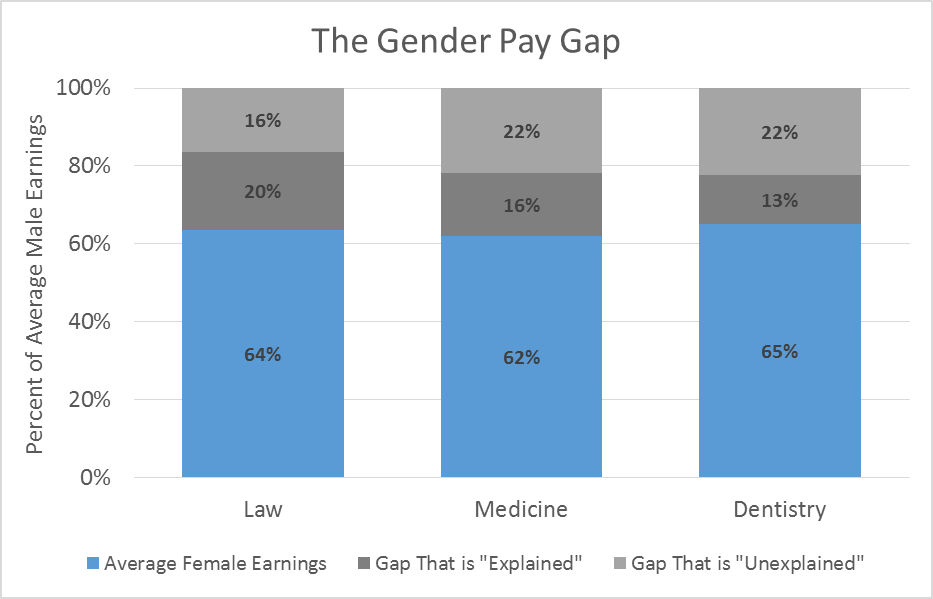 The Gender Pay Gap
Percent of Average Male Earnings
100%
80%
60%
40%
20%
0%
16% 22% 22%
20% 16% 13%
64% 62% 65%
Law Medicine Dentistry
Average Female Earnings Gap That is "Explained" Gap That is "Unexplained"